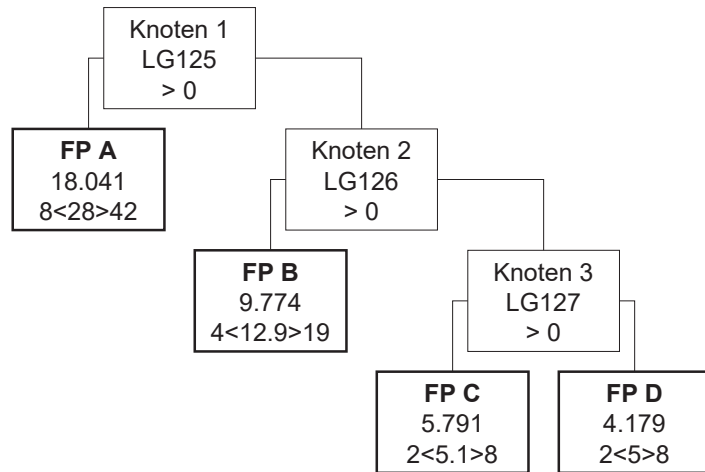 Knoten 1
LG125
> 0
FP A
18.041
8<28>42
Knoten 2
LG126
> 0
FP B
9.774
4<12.9>19
Knoten 3
LG127
> 0
FP C
5.791
2<5.1>8
FP D
4.179
2<5>8